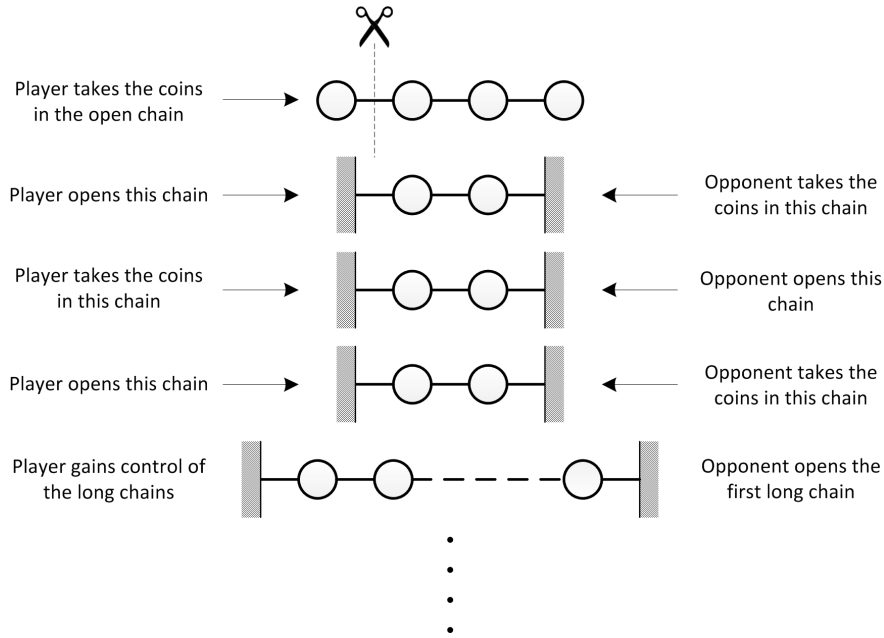 Player takes the coins
in the open chain
Player opens this chain
Opponent takes the
coins in this chain
Player takes the coins
in this chain
Opponent opens this
chain
Player opens this chain
Opponent takes the
coins in this chain
Player gains control of
the long chains
Opponent opens the
first long chain